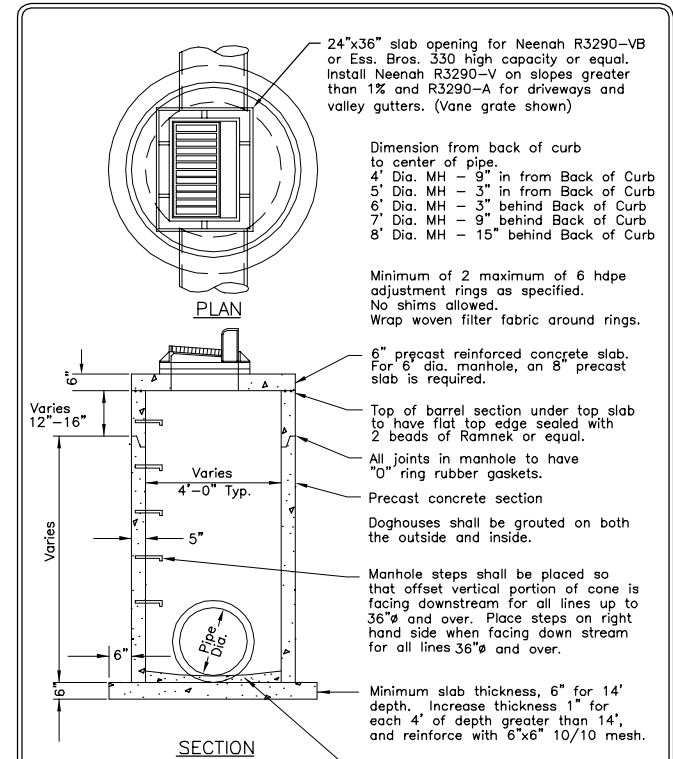 24"x36" slab opening for Neenah R3290-VB
or Ess. Bros. 330 high capacity or equal.
Install Neenah R3290-V on slopes greater
than 1% and R3290-A for driveways and
valley gutters. (Vane grate shown)
Dimension from back of curb
to center of pipe.
4' Dia. MH - 9" in from Back of Curb
5' Dia. MH - 3" in from Back of Curb
6' Dia. MH - 3" behind Back of Curb
7' Dia. MH - 9" behind Back of Curb
8' Dia. MH - 15" behind Back of Curb
PLAN
Minimum of 2 maximum of 6 hdpe
adjustment rings as specified.
No shims allowed.
Wrap woven filter fabric around rings.
6"
6" precast reinforced concrete slab.
For 6' dia. manhole, an 8" precast
slab is required.
Varies
12"-16"
Top of barrel section under top slab
to have flat top edge sealed with
2 beads of Ramnek or equal.
All joints in manhole to have
"O" ring rubber gaskets.
Varies
4'-0" Typ.
Precast concrete section
Varies
5"
Doghouses shall be grouted on both
the outside and inside.
Manhole steps shall be placed so
that offset vertical portion of cone is
facing downstream for all lines up to
36"ø and over. Place steps on right
hand side when facing down stream
for all lines 36"ø and over.
Pipe
Dia.
6"
6"
Minimum slab thickness, 6" for 14'
depth. Increase thickness 1" for
each 4' of depth greater than 14',
and reinforce with 6"x6" 10/10 mesh.
SECTION